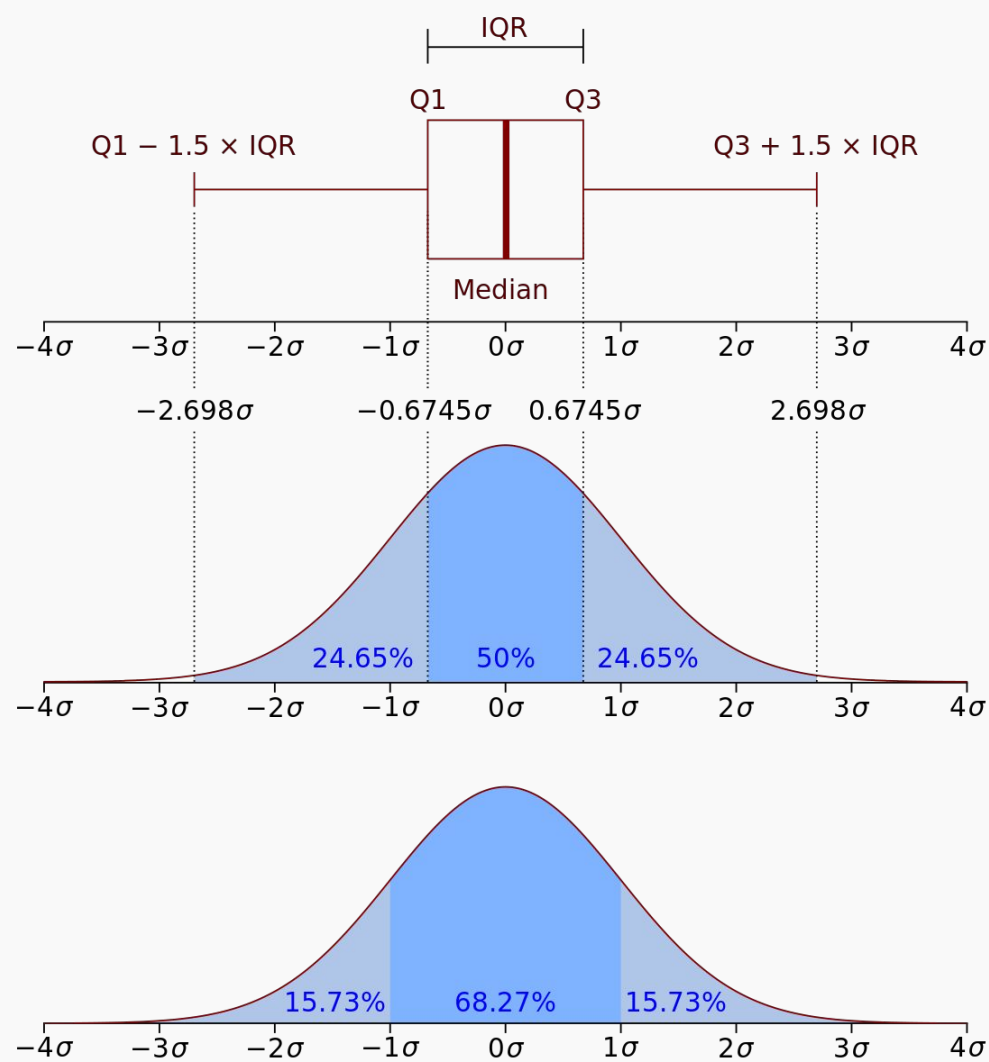 IQR
Q1 Q3
Q1 − 1.5 × IQR Q3 + 1.5 × IQR
Median
−4σ −3σ −2σ −1σ 0σ 1σ 2σ 3σ 4σ
−2.698σ −0.6745σ 0.6745σ 2.698σ
24.65% 50% 24.65%
−4σ −3σ −2σ −1σ 0σ 1σ 2σ 3σ 4σ
15.73% 68.27% 15.73%
−4σ −3σ −2σ −1σ 0σ 1σ 2σ 3σ 4σ